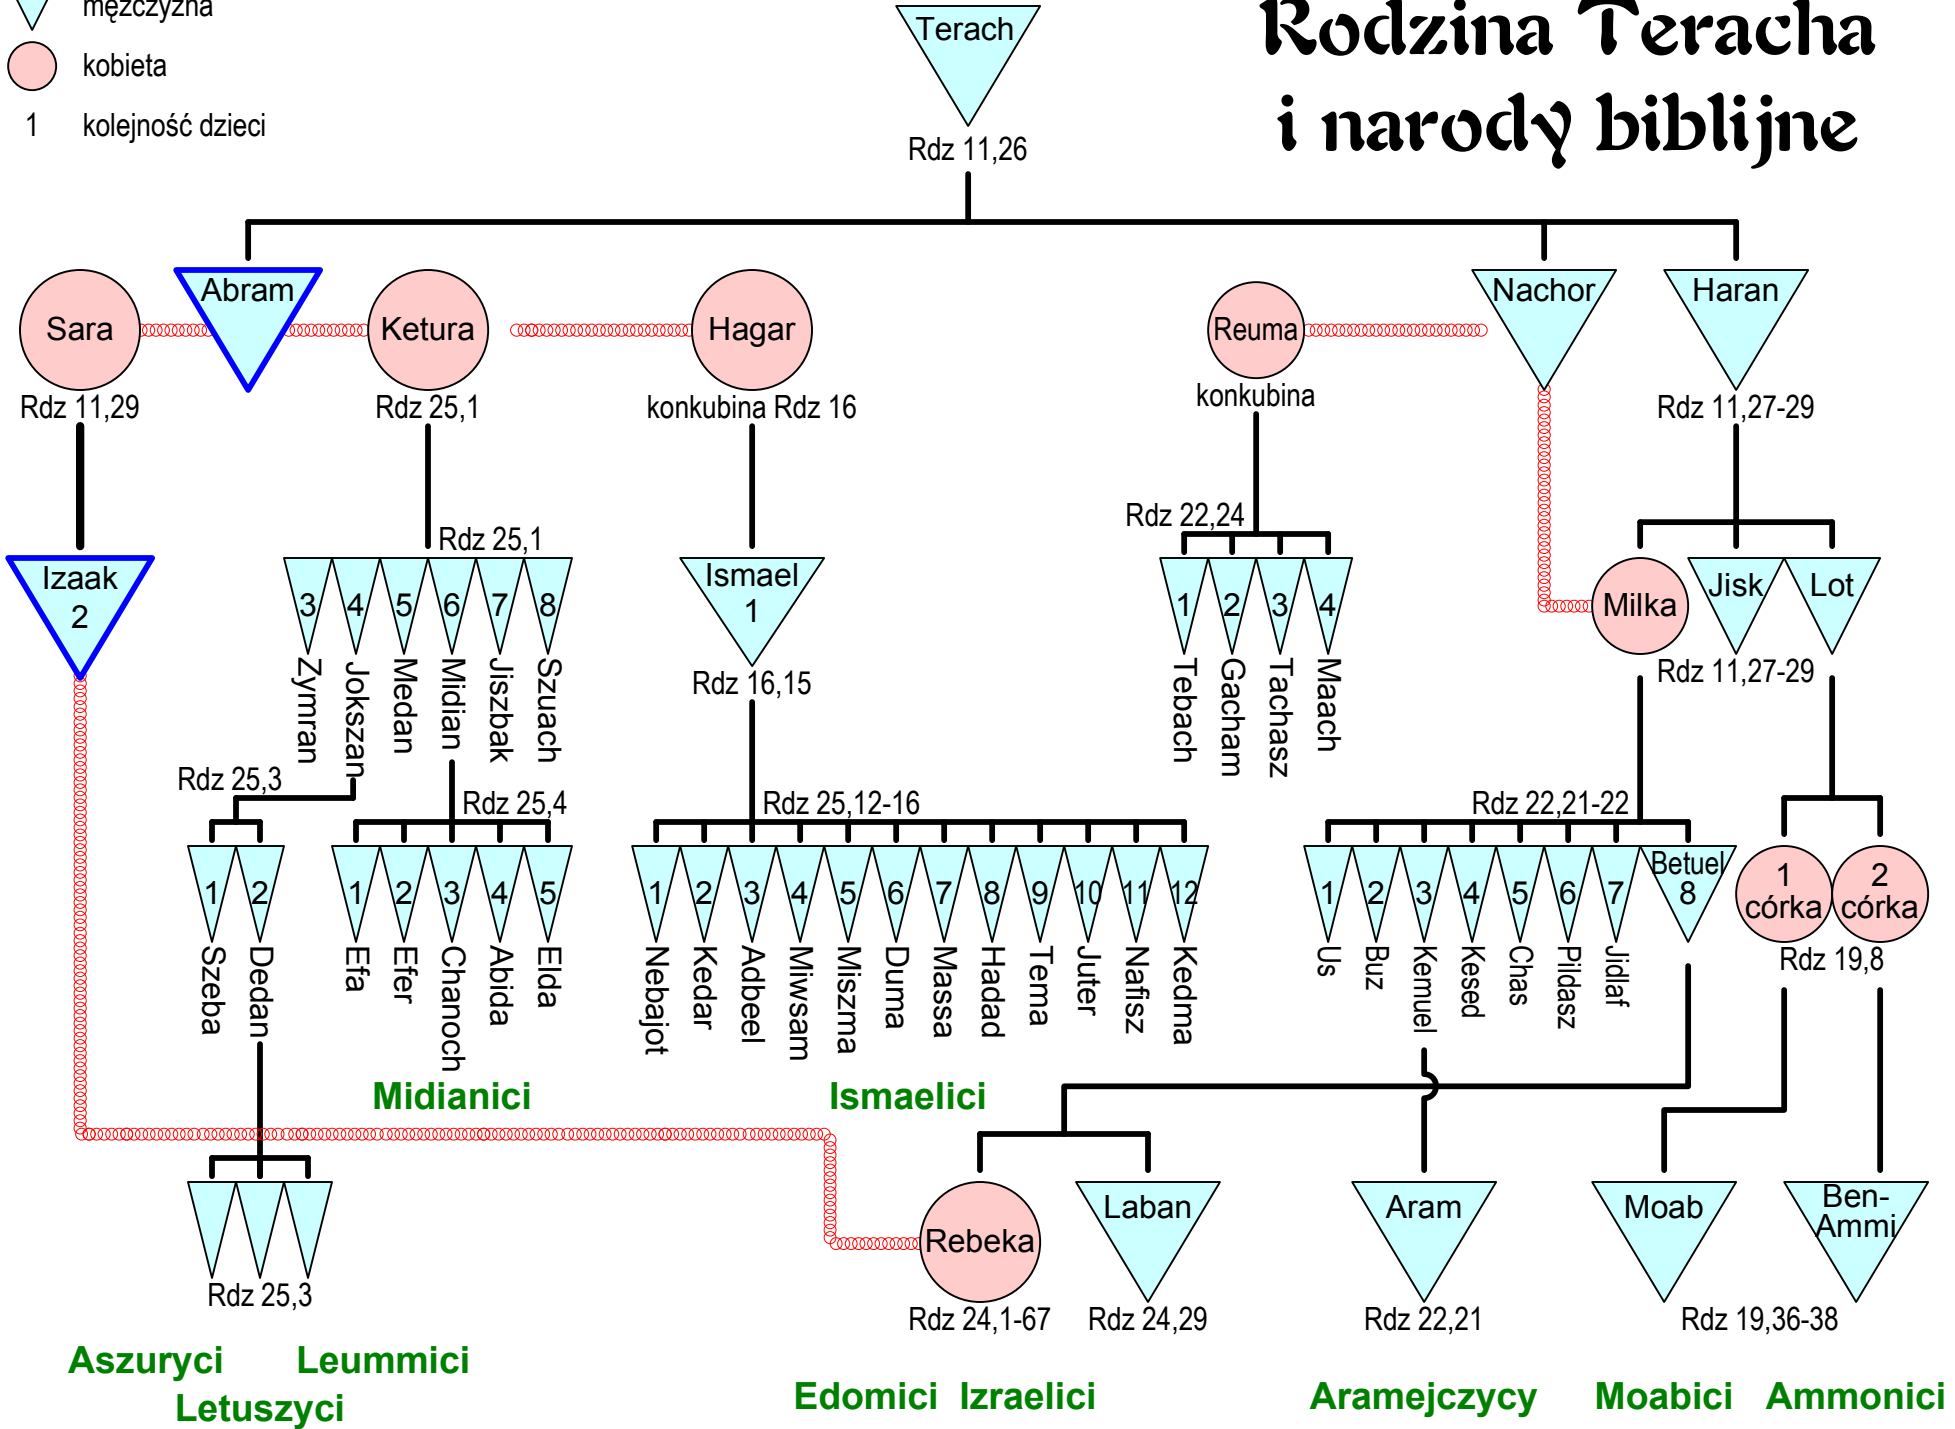 mężczyzna
kobieta
1 kolejność dzieci
Rodzina Teracha
i narody biblijne
Terach
Rdz 11,26
Sara
Abram
Ketura
Hagar
Reuma
Nachor
Haran
Rdz 11,29
Rdz 25,1
konkubina Rdz 16
konkubina
Rdz 11,27-29
Rdz 25,1
Rdz 22,24
Izaak
2
3 4 5 6 7 8
Zymran
Jokszan
Medan
Midian
Jiszbak
Szuach
Ismael
1
Rdz 16,15
1 2 3 4
Tebach
Gacham
Tachasz
Maach
Milka
Jisk
Lot
Rdz 11,27-29
Rdz 25,3
Rdz 25,4
Rdz 25,12-16
Rdz 22,21-22
1 2
Szeba
Dedan
1 2 3 4 5
Efa
Efer
Chanoch
Abida
Elda
1 2 3 4 5 6 7 8 9 10 11 12
Nebajot
Kedar
Adbeel
Miwsam
Miszma
Duma
Massa
Hadad
Tema
Juter
Nafisz
Kedma
1 2 3 4 5 6 7
Us
Buz
Kemuel
Kesed
Chas
Pildasz
Jidlaf
Betuel
8
1
córka
2
córka
Rdz 19,8
Midianici
Ismaelici
Rebeka
Laban
Aram
Moab
Ben-
Ammi
Rdz 25,3
Rdz 24,1-67
Rdz 24,29
Rdz 22,21
Rdz 19,36-38
Aszuryci
Leummici
Letuszyci
Edomici
Izraelici
Aramejczycy
Moabici
Ammonici